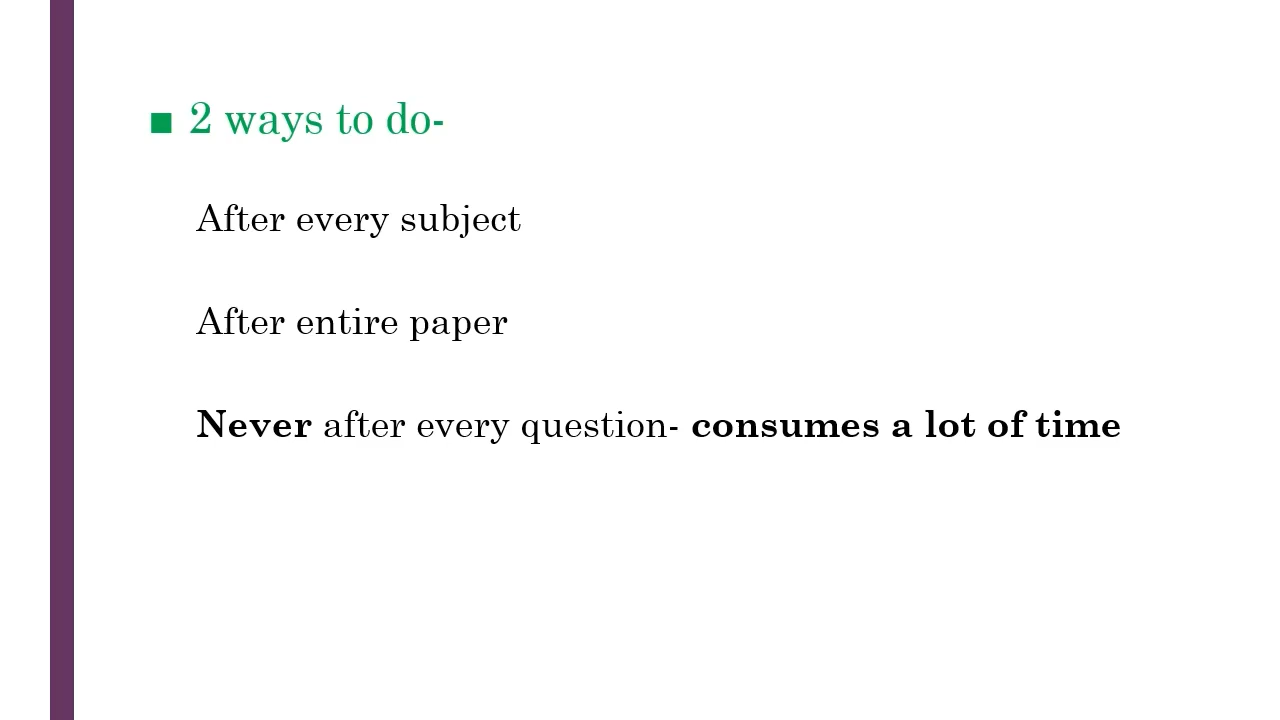 ■ 2 ways to do-
After every subject
After entire paper
Never after every question- consumes a lot of time